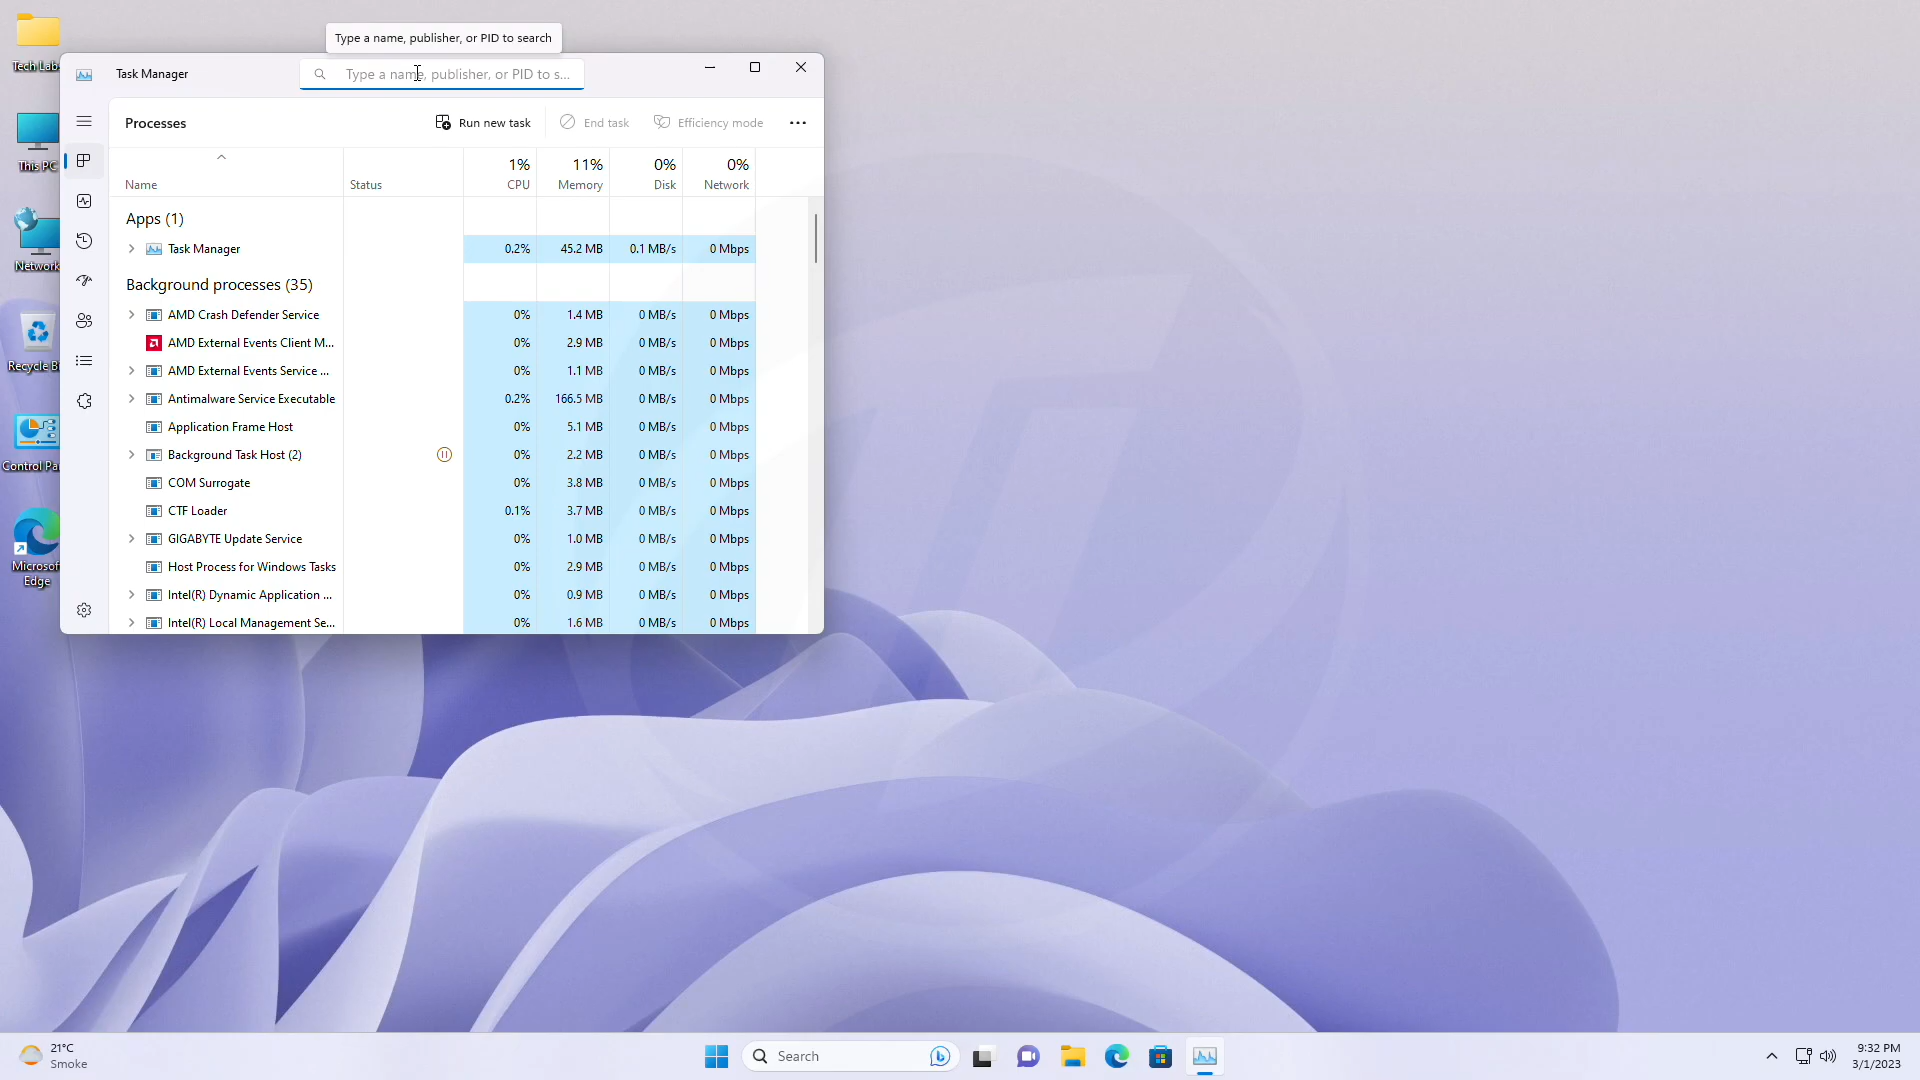 Type a name, publisher, or PID to search
Task Manager
Type a name, publisher, or PID to s...
Processes
Run new task
End task
Efficiency mode
Name
Status
1%
CPU
11%
Memory
0%
Disk
0%
Network
Apps (1)
Task Manager 0.2% 45.2 MB 0.1 MB/s 0 Mbps
Background processes (35)
AMD Crash Defender Service 0% 1.4 MB 0 MB/s 0 Mbps
AMD External Events Client M... 0% 2.9 MB 0 MB/s 0 Mbps
AMD External Events Service ... 0% 1.1 MB 0 MB/s 0 Mbps
Antimalware Service Executable 0.2% 166.5 MB 0 MB/s 0 Mbps
Application Frame Host 0% 5.1 MB 0 MB/s 0 Mbps
Background Task Host (2) 0% 2.2 MB 0 MB/s 0 Mbps
COM Surrogate 0% 3.8 MB 0 MB/s 0 Mbps
CTF Loader 0.1% 3.7 MB 0 MB/s 0 Mbps
GIGABYTE Update Service 0% 1.0 MB 0 MB/s 0 Mbps
Host Process for Windows Tasks 0% 2.9 MB 0 MB/s 0 Mbps
Intel(R) Dynamic Application ... 0% 0.9 MB 0 MB/s 0 Mbps
Intel(R) Local Management Se... 0% 1.6 MB 0 MB/s 0 Mbps
Tech Labs
This PC
Network
Recycle Bi
Control Pan
Microsof
Edge
21°C
Smoke
Search
9:32 PM
3/1/2023